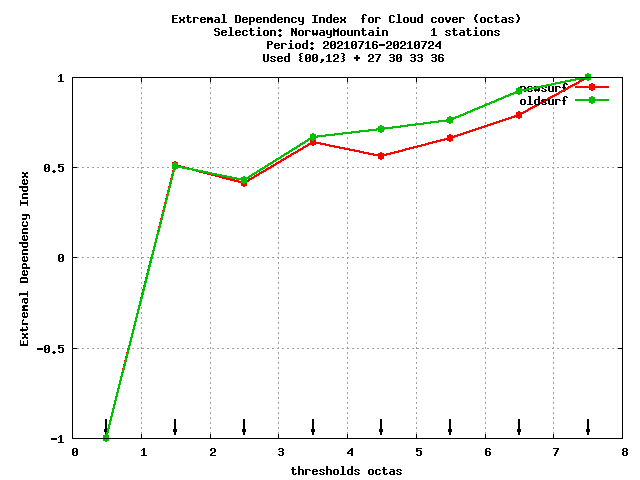 Extremal Dependency Index  for Cloud cover (octas)
Selection: NorwayMountain      1 stations
Period: 20210716-20210724
Used {00,12} + 27 30 33 36
newsurf
oldsurf
1
0.5
0
-0.5
-1
Extremal Dependency Index
0 1 2 3 4 5 6 7 8
thresholds octas